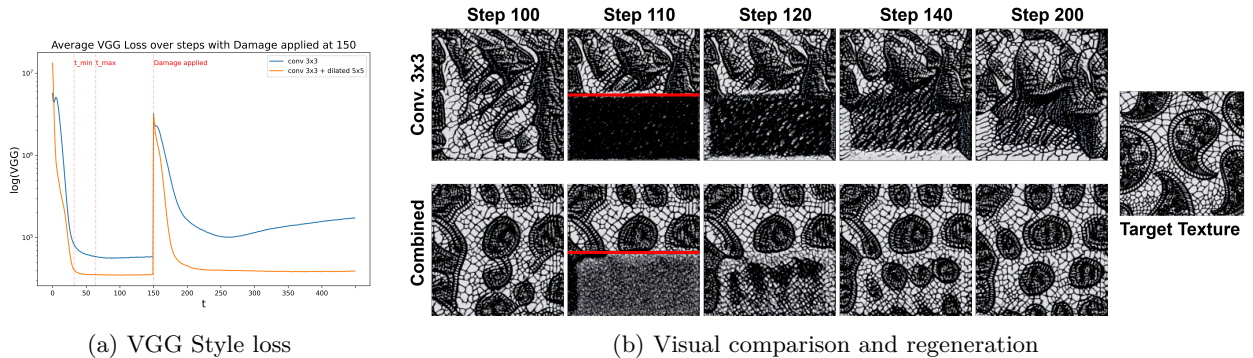 Average VGG Loss over steps with Damage applied at 150
t_min t_max Damage applied
conv 3x3
conv 3x3 + dilated 5x5
10^7
10^6
10^5
log(VGG)
0 50 100 150 200 250 300 350 400
t
(a) VGG Style loss
Step 100 Step 110 Step 120 Step 140 Step 200
Conv. 3x3
Combined
Target Texture
(b) Visual comparison and regeneration